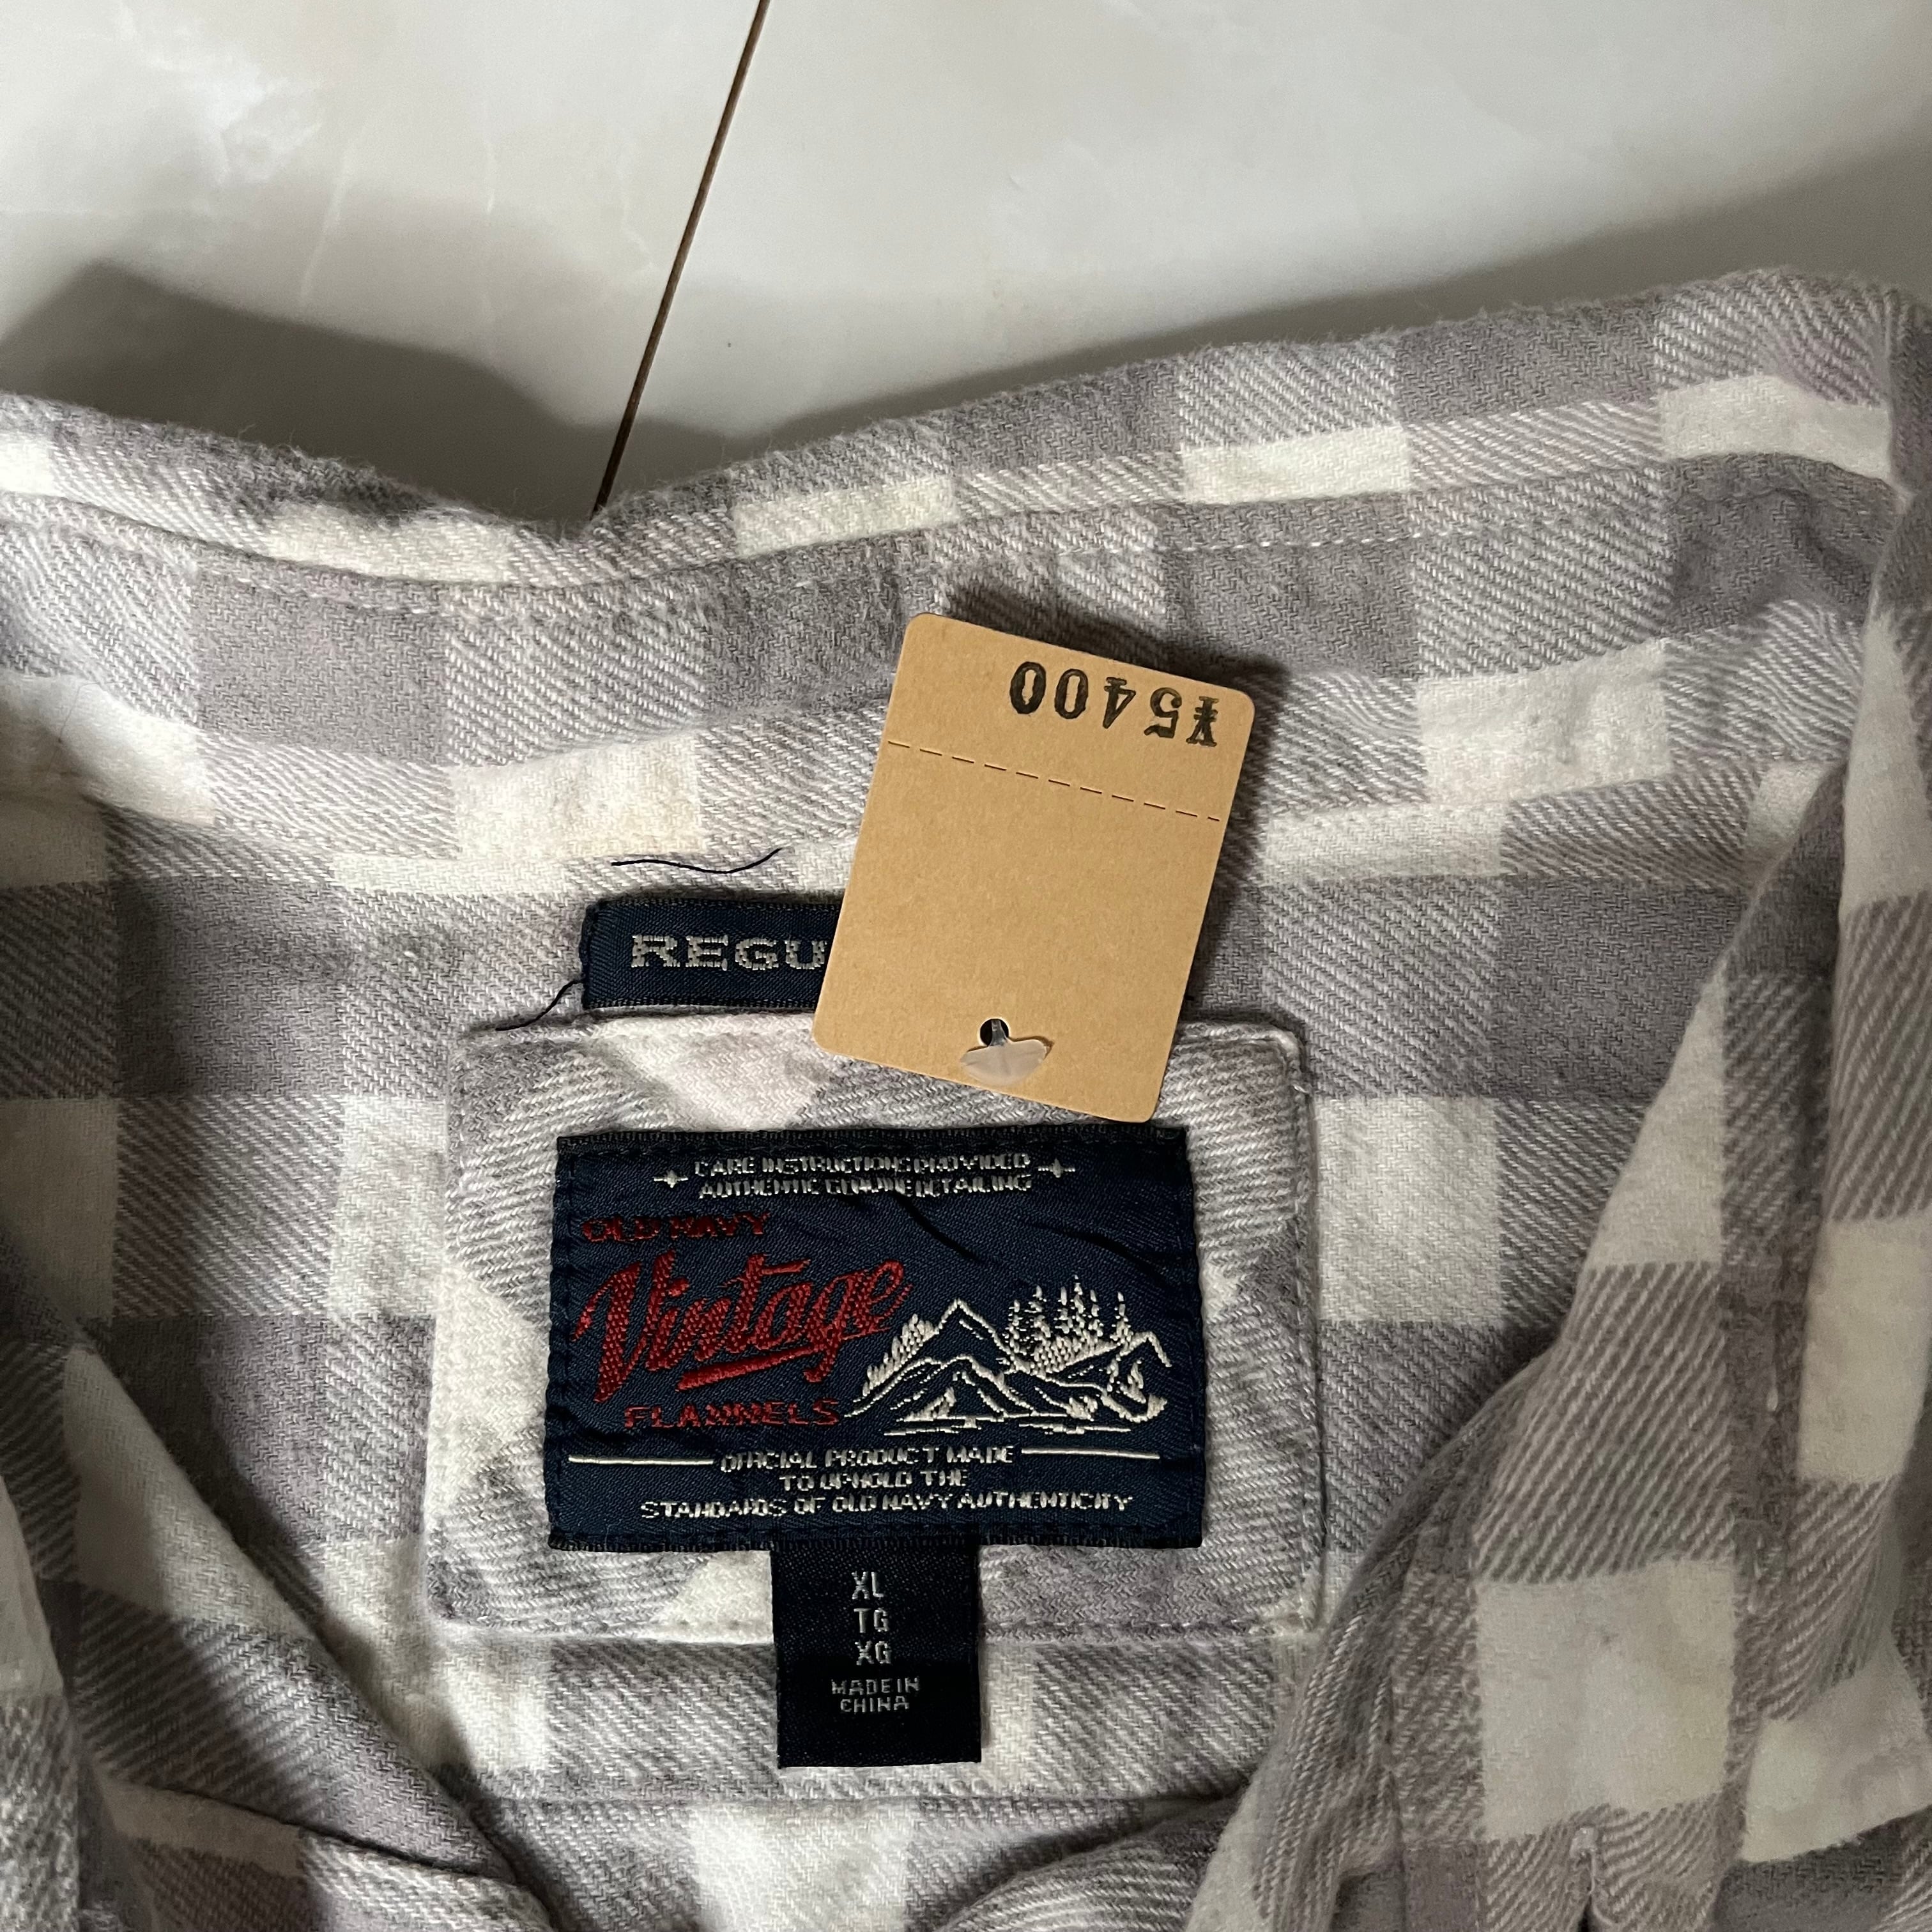 ¥5400
REGU
CARE INSTRUCTIONS PROVIDED
AUTHENTIC GENUINE DETAILING
OLD NAVY
Vintage
FLANNELS
OFFICIAL PRODUCT MADE
TO UPHOLD THE
STANDARDS OF OLD NAVY AUTHENTICITY
XL
TG
XG
MADE IN
CHINA